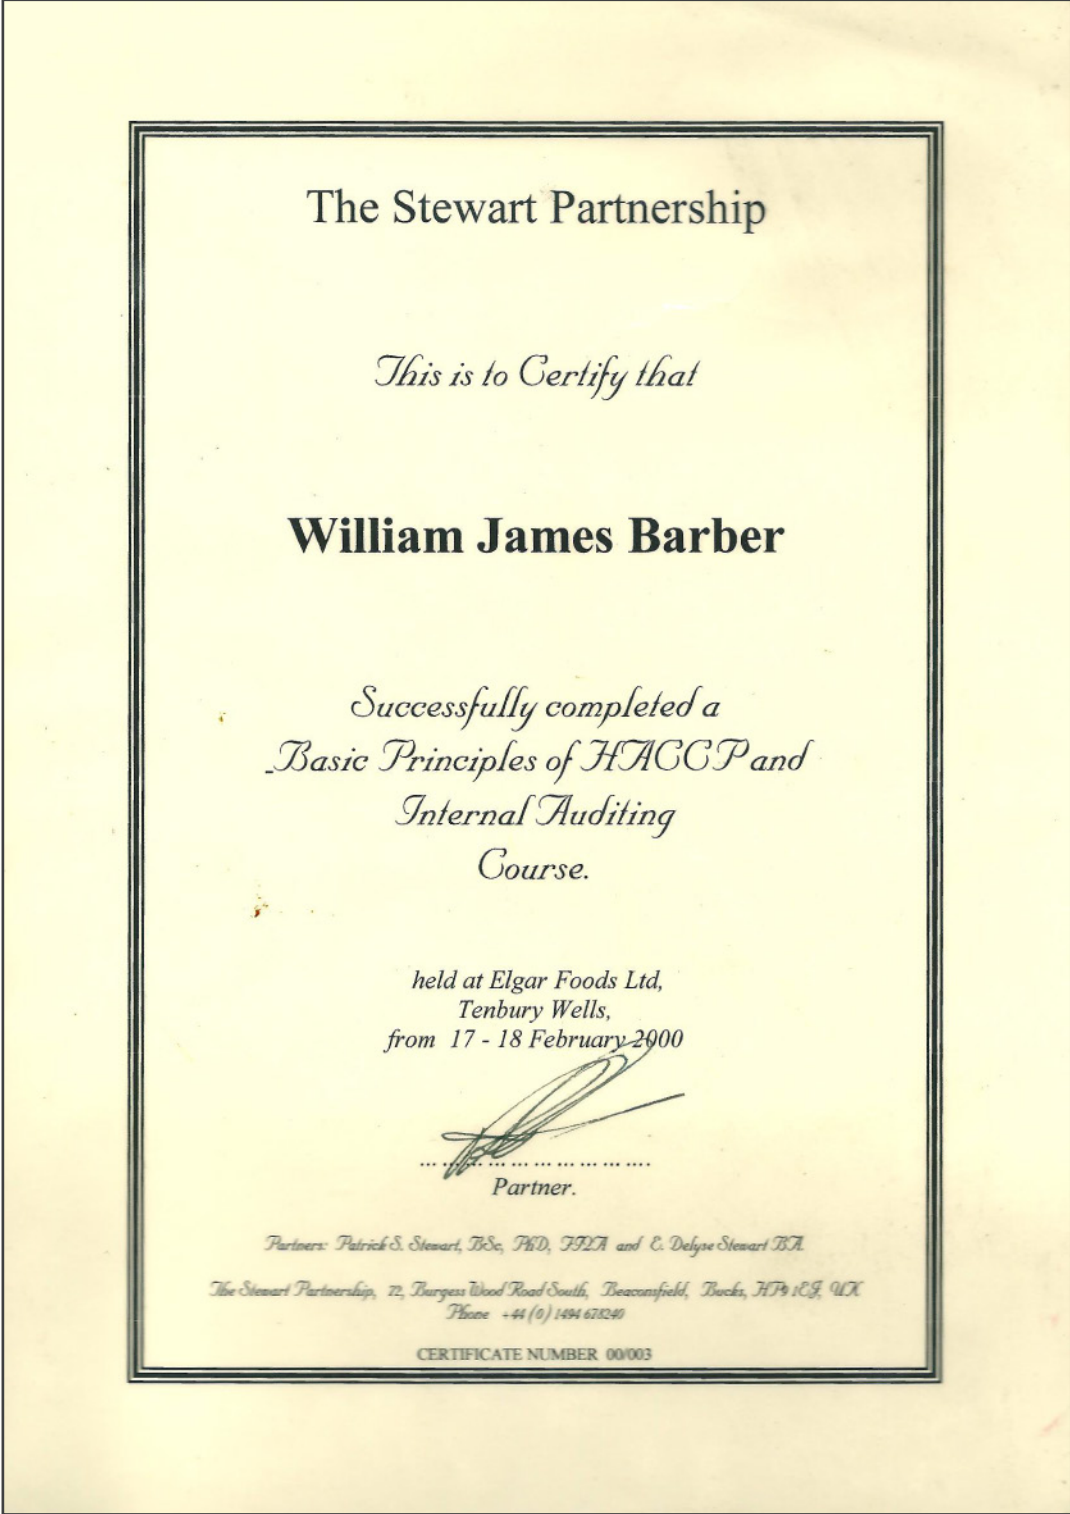 The Stewart Partnership
This is to Certify that
William James Barber
Successfully completed a
Basic Principles of HACCP and
Internal Auditing
Course.
held at Elgar Foods Ltd,
Tenbury Wells,
from 17 - 18 February 2000
… … … … … … … … … ….
Partner.
Partners: Patrick S. Stewart, BSc, PhD, FIQA and E. Delyse Stewart BA
The Stewart Partnership, 72, Burgess Wood Road South, Beaconsfield, Bucks, HP9 1EJ, UK
Phone +44 (0) 1494 678240
CERTIFICATE NUMBER 00/003